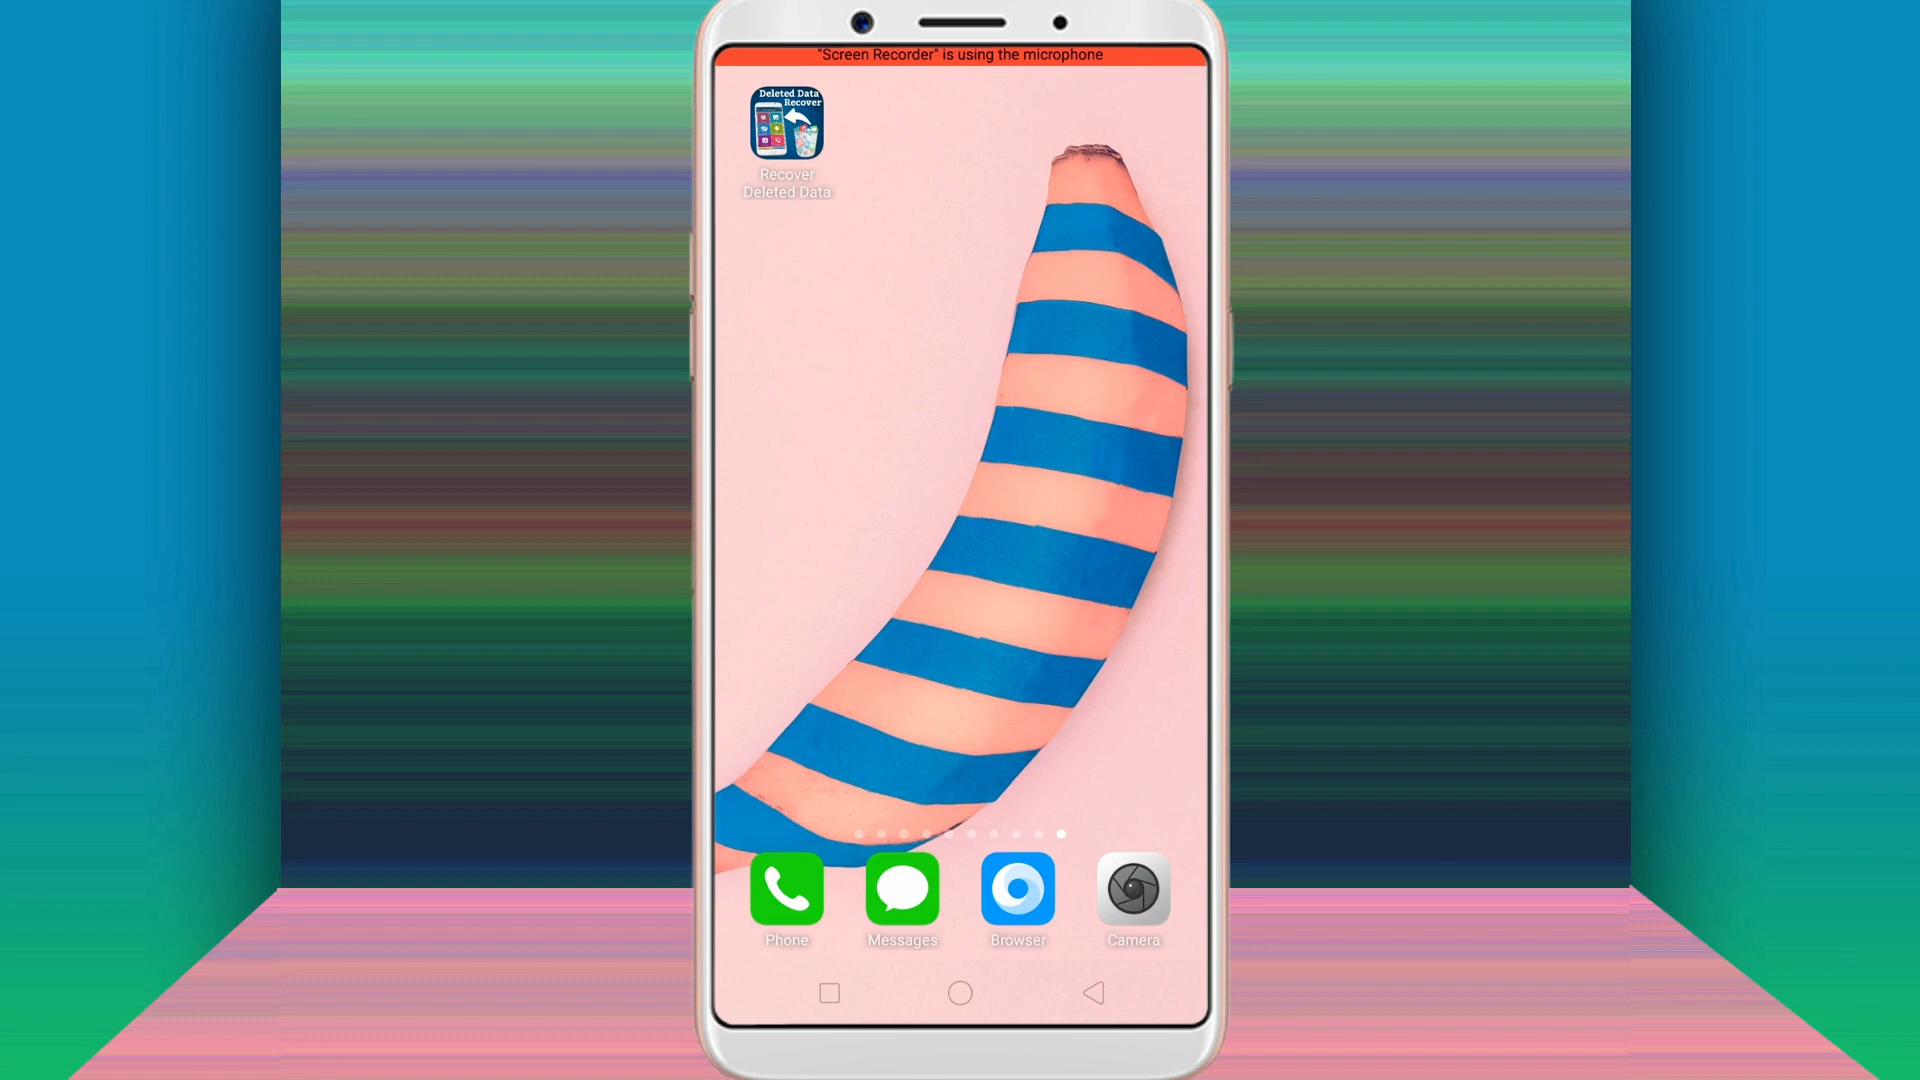 "Screen Recorder" is using the microphone
Deleted Data
Recover
Recover
Deleted Data
Phone
Messages
Browser
Camera